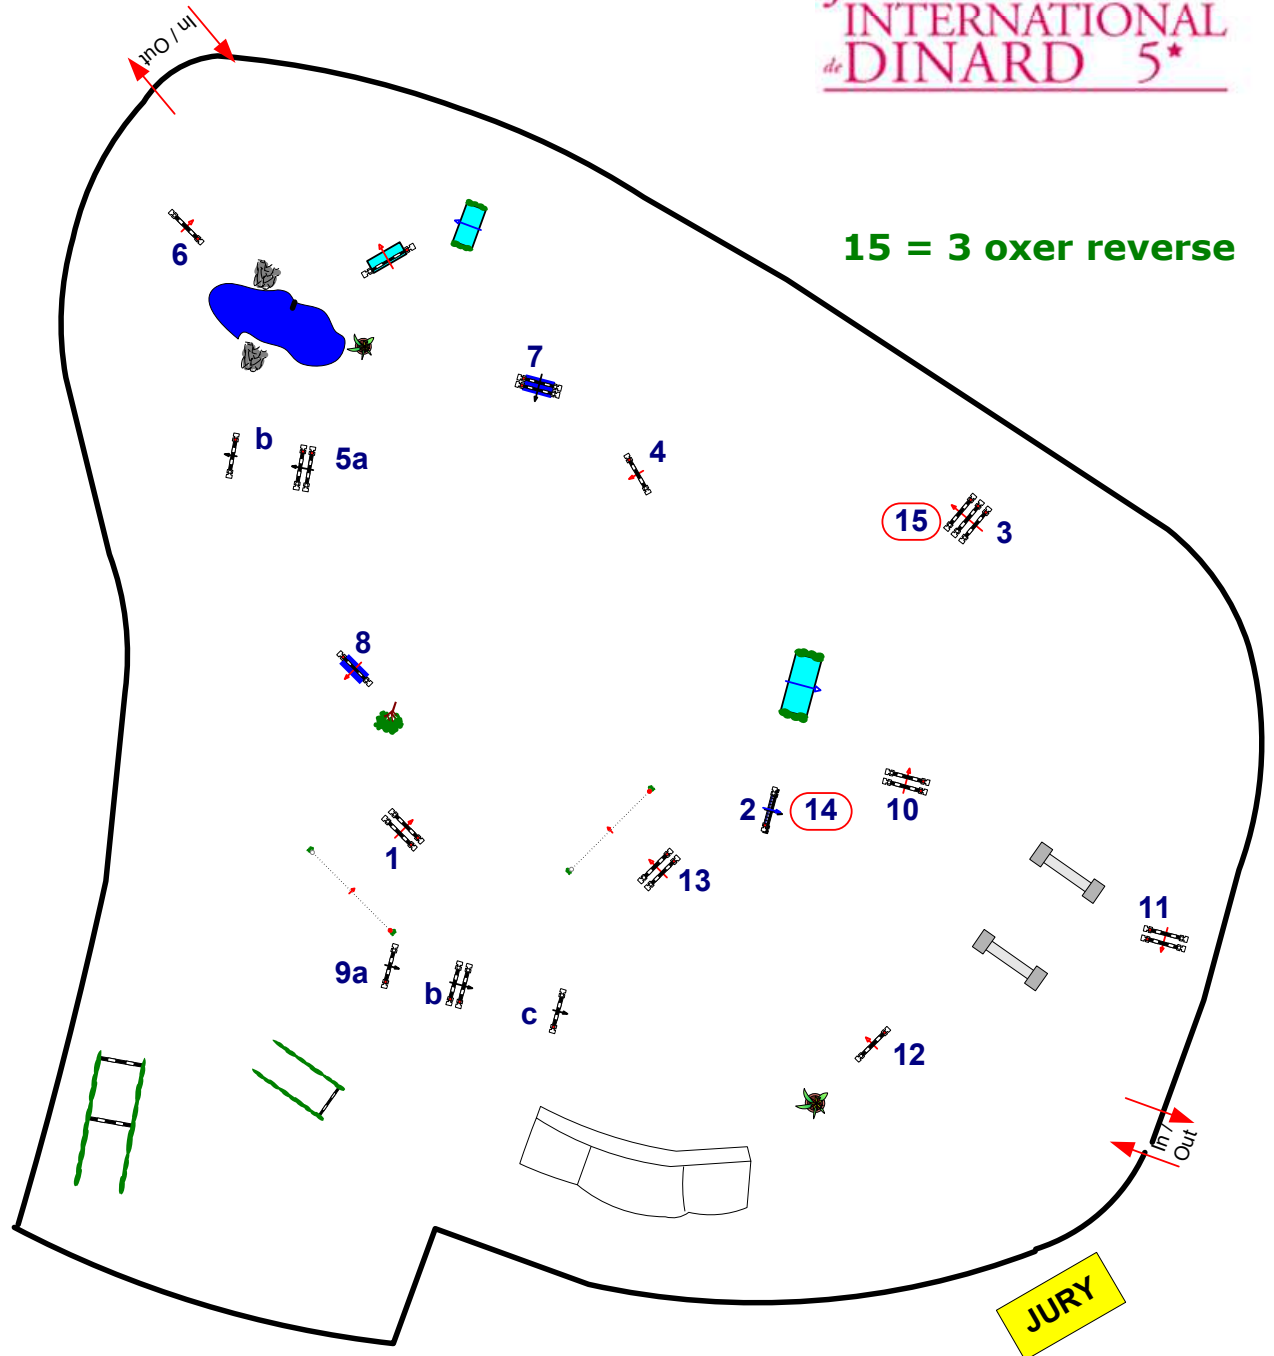 INTERNATIONAL
de DINARD 5*
In / Out
15 = 3 oxer reverse
6
7
b
5a
4
15
3
8
2
14
10
1
13
11
9a
b
c
12
In /
Out
JURY